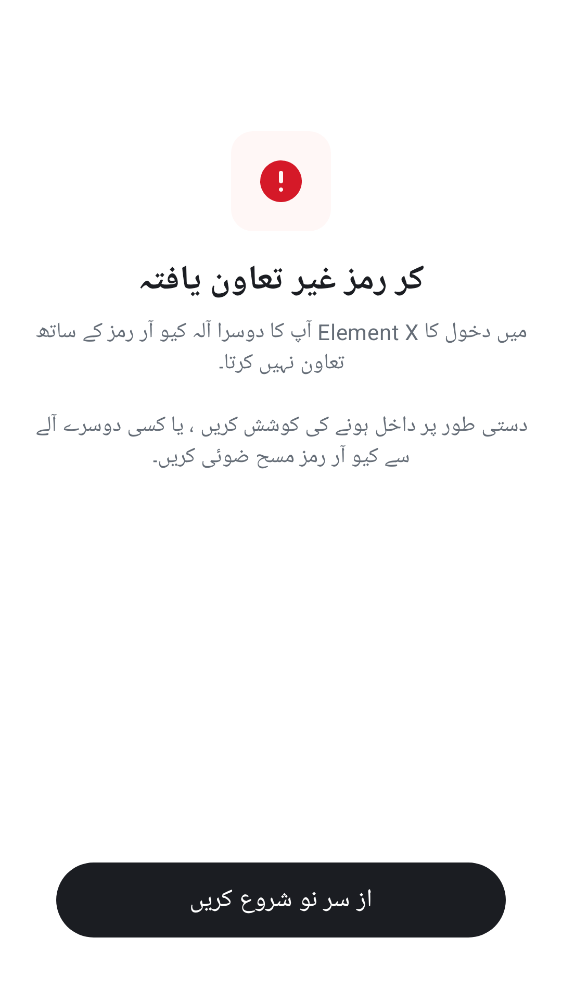 کر رمز غیر تعاون یافتہ
میں دخول کا Element X آپ کا دوسرا آلہ کیو آر رمز کے ساتھ
تعاون نہیں کرتا۔
دستی طور پر داخل ہونے کی کوشش کریں ، یا کسی دوسرے آلے
سے کیو آر رمز مسح ضوئی کریں۔
از سر نو شروع کریں